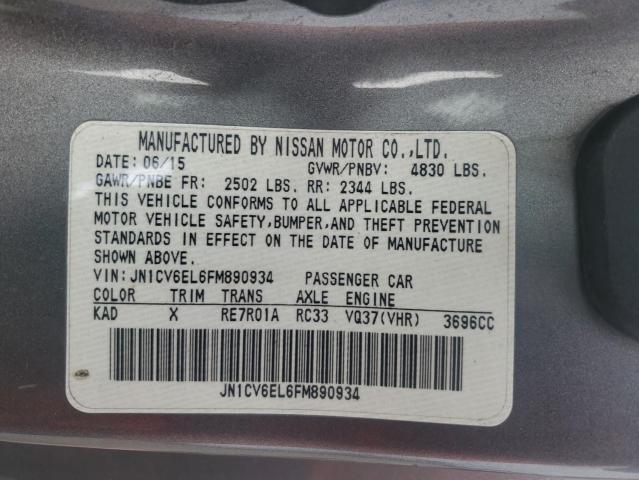 MANUFACTURED BY NISSAN MOTOR CO.,LTD.
DATE: 06/15 GVWR/PNBV: 4830 LBS.
GAWR/PNBE FR: 2502 LBS. RR: 2344 LBS.
THIS VEHICLE CONFORMS TO ALL APPLICABLE FEDERAL
MOTOR VEHICLE SAFETY,BUMPER,AND THEFT PREVENTION
STANDARDS IN EFFECT ON THE DATE OF MANUFACTURE
SHOWN ABOVE.
VIN:JN1CV6EL6FM890934 PASSENGER CAR
COLOR TRIM TRANS AXLE ENGINE
KAD X RE7R01A RC33 VQ37(VHR) 3696CC
JN1CV6EL6FM890934